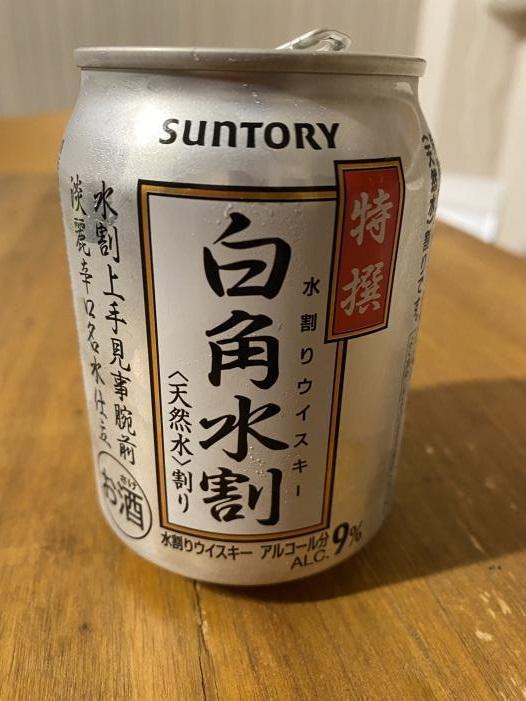 SUNTORY
特撰
白角水割
水割りウイスキー
〈天然水〉割り
水割上手見事腕前
淡麗辛口名水仕立
お酒
水割りウイスキー アルコール分 9%
ALC.